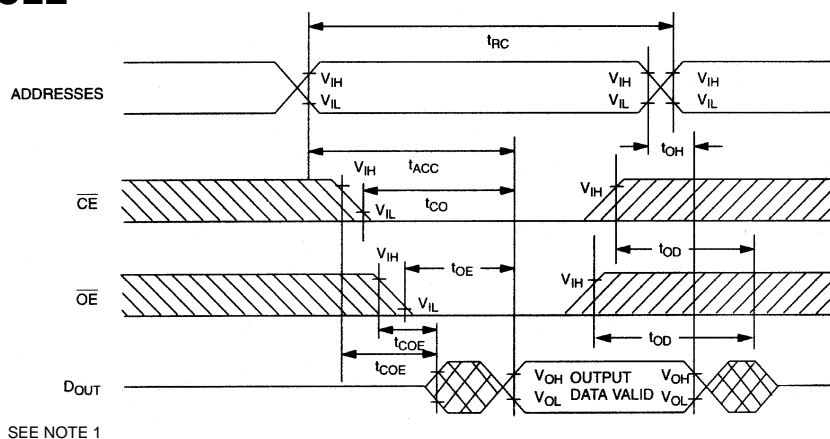 tRC
VIH VIH VIH
ADDRESSES
VIL VIL VIL
tOH
tACC
VIH VIH
CE
VIL tCO
tOD
VIH tOE VIH
OE
VIL
tCOE tOD
tCOE
VOH OUTPUT VOH
DOUT
VOL DATA VALID VOL
SEE NOTE 1